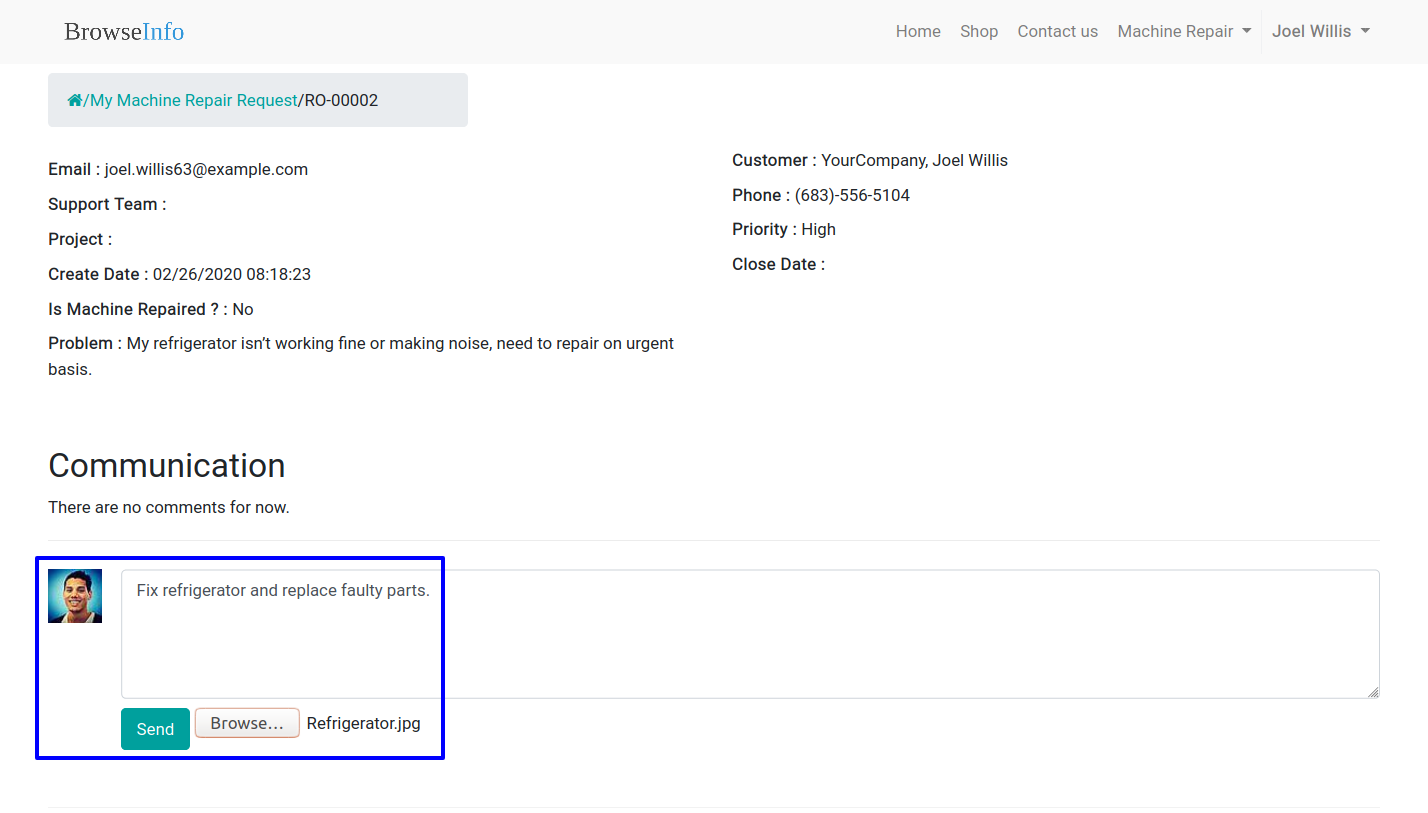 BrowseInfo
Home Shop Contact us Machine Repair Joel Willis
/My Machine Repair Request/RO-00002
Email : joel.willis63@example.com
Support Team :
Project :
Create Date : 02/26/2020 08:18:23
Is Machine Repaired ? : No
Problem : My refrigerator isn’t working fine or making noise, need to repair on urgent
basis.
Customer : YourCompany, Joel Willis
Phone : (683)-556-5104
Priority : High
Close Date :
Communication
There are no comments for now.
Fix refrigerator and replace faulty parts.
Send Browse... Refrigerator.jpg